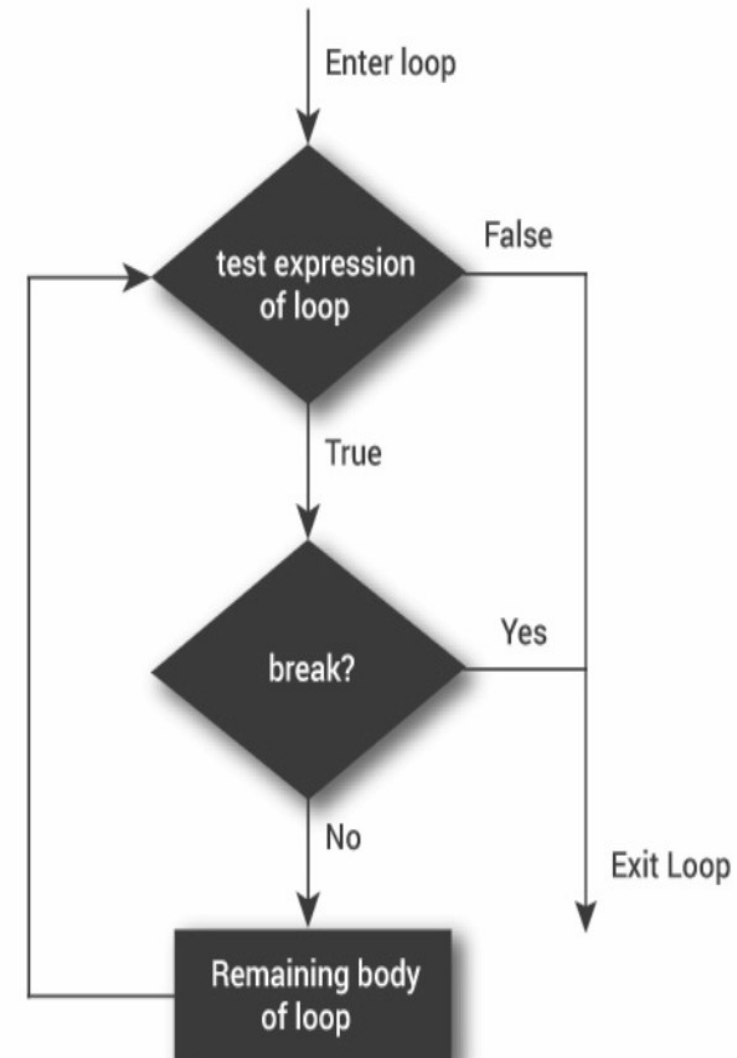 Enter loop
test expression
of loop
False
True
break?
Yes
No
Exit Loop
Remaining body
of loop